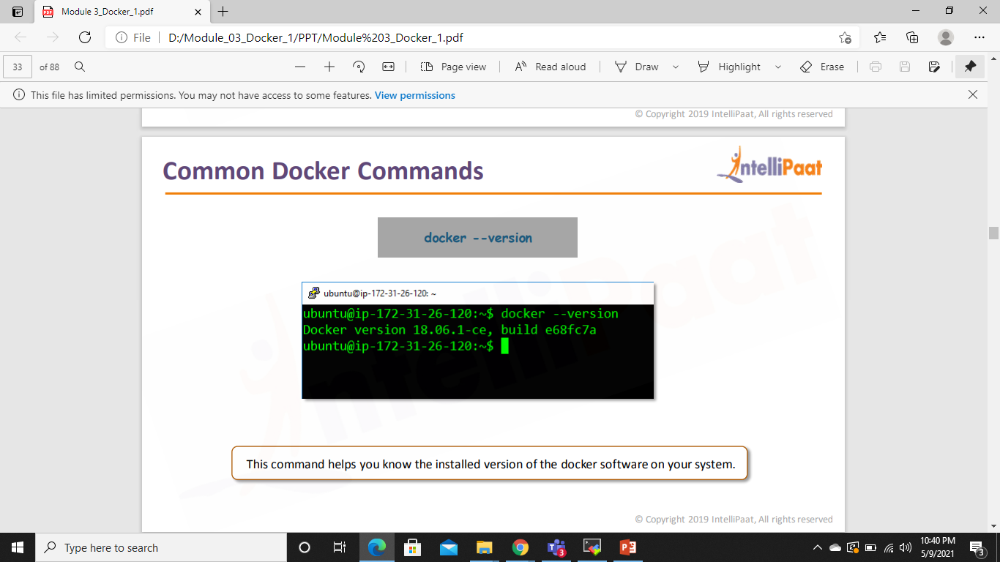 Module 3_Docker_1.pdf
File
D:/Module_03_Docker_1/PPT/Module%203_Docker_1.pdf
33 of 88
Page view
Read aloud
Draw
Highlight
Erase
This file has limited permissions. You may not have access to some features. View permissions
© Copyright 2019 IntelliPaat, All rights reserved
Common Docker Commands
IntelliPaat
docker --version
ubuntu@ip-172-31-26-120: ~
ubuntu@ip-172-31-26-120:~$ docker --version
Docker version 18.06.1-ce, build e68fc7a
ubuntu@ip-172-31-26-120:~$
This command helps you know the installed version of the docker software on your system.
© Copyright 2019 IntelliPaat, All rights reserved
Type here to search
3
10:40 PM
5/9/2021
3